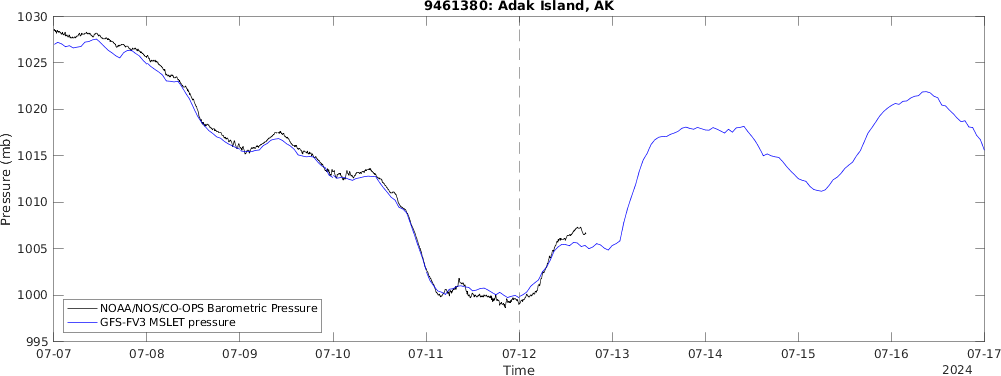 9461380: Adak Island, AK
1030
1025
1020
1015
1010
1005
1000
995
Pressure (mb)
NOAA/NOS/CO-OPS Barometric Pressure
GFS-FV3 MSLET pressure
07-07 07-08 07-09 07-10 07-11 07-12 07-13 07-14 07-15 07-16 07-17
Time
2024